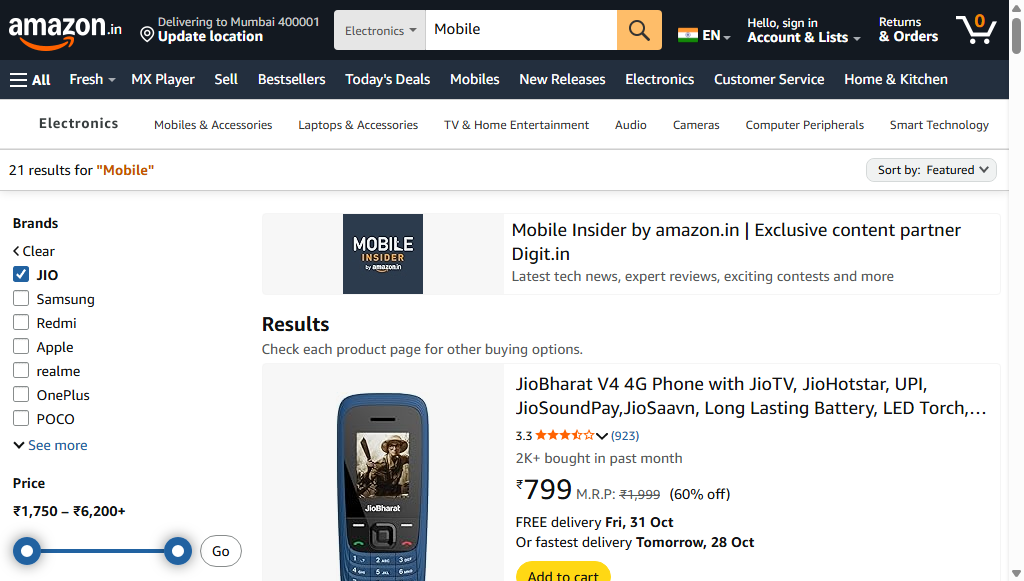 amazon.in
Delivering to Mumbai 400001
Update location
Electronics
Mobile
EN
Hello, sign in
Account & Lists
Returns
& Orders
0
All
Fresh
MX Player
Sell
Bestsellers
Today's Deals
Mobiles
New Releases
Electronics
Customer Service
Home & Kitchen
Electronics
Mobiles & Accessories
Laptops & Accessories
TV & Home Entertainment
Audio
Cameras
Computer Peripherals
Smart Technology
21 results for "Mobile"
Sort by: Featured
Brands
Clear
JIO
Samsung
Redmi
Apple
realme
OnePlus
POCO
See more
Price
₹1,750 – ₹6,200+
Go
MOBILE
INSIDER
by amazon.in
Mobile Insider by amazon.in | Exclusive content partner
Digit.in
Latest tech news, expert reviews, exciting contests and more
Results
Check each product page for other buying options.
JioBharat
JioBharat V4 4G Phone with JioTV, JioHotstar, UPI,
JioSoundPay,JioSaavn, Long Lasting Battery, LED Torch,…
3.3 (923)
2K+ bought in past month
₹799 M.R.P: ₹1,999 (60% off)
FREE delivery Fri, 31 Oct
Or fastest delivery Tomorrow, 28 Oct
Add to cart